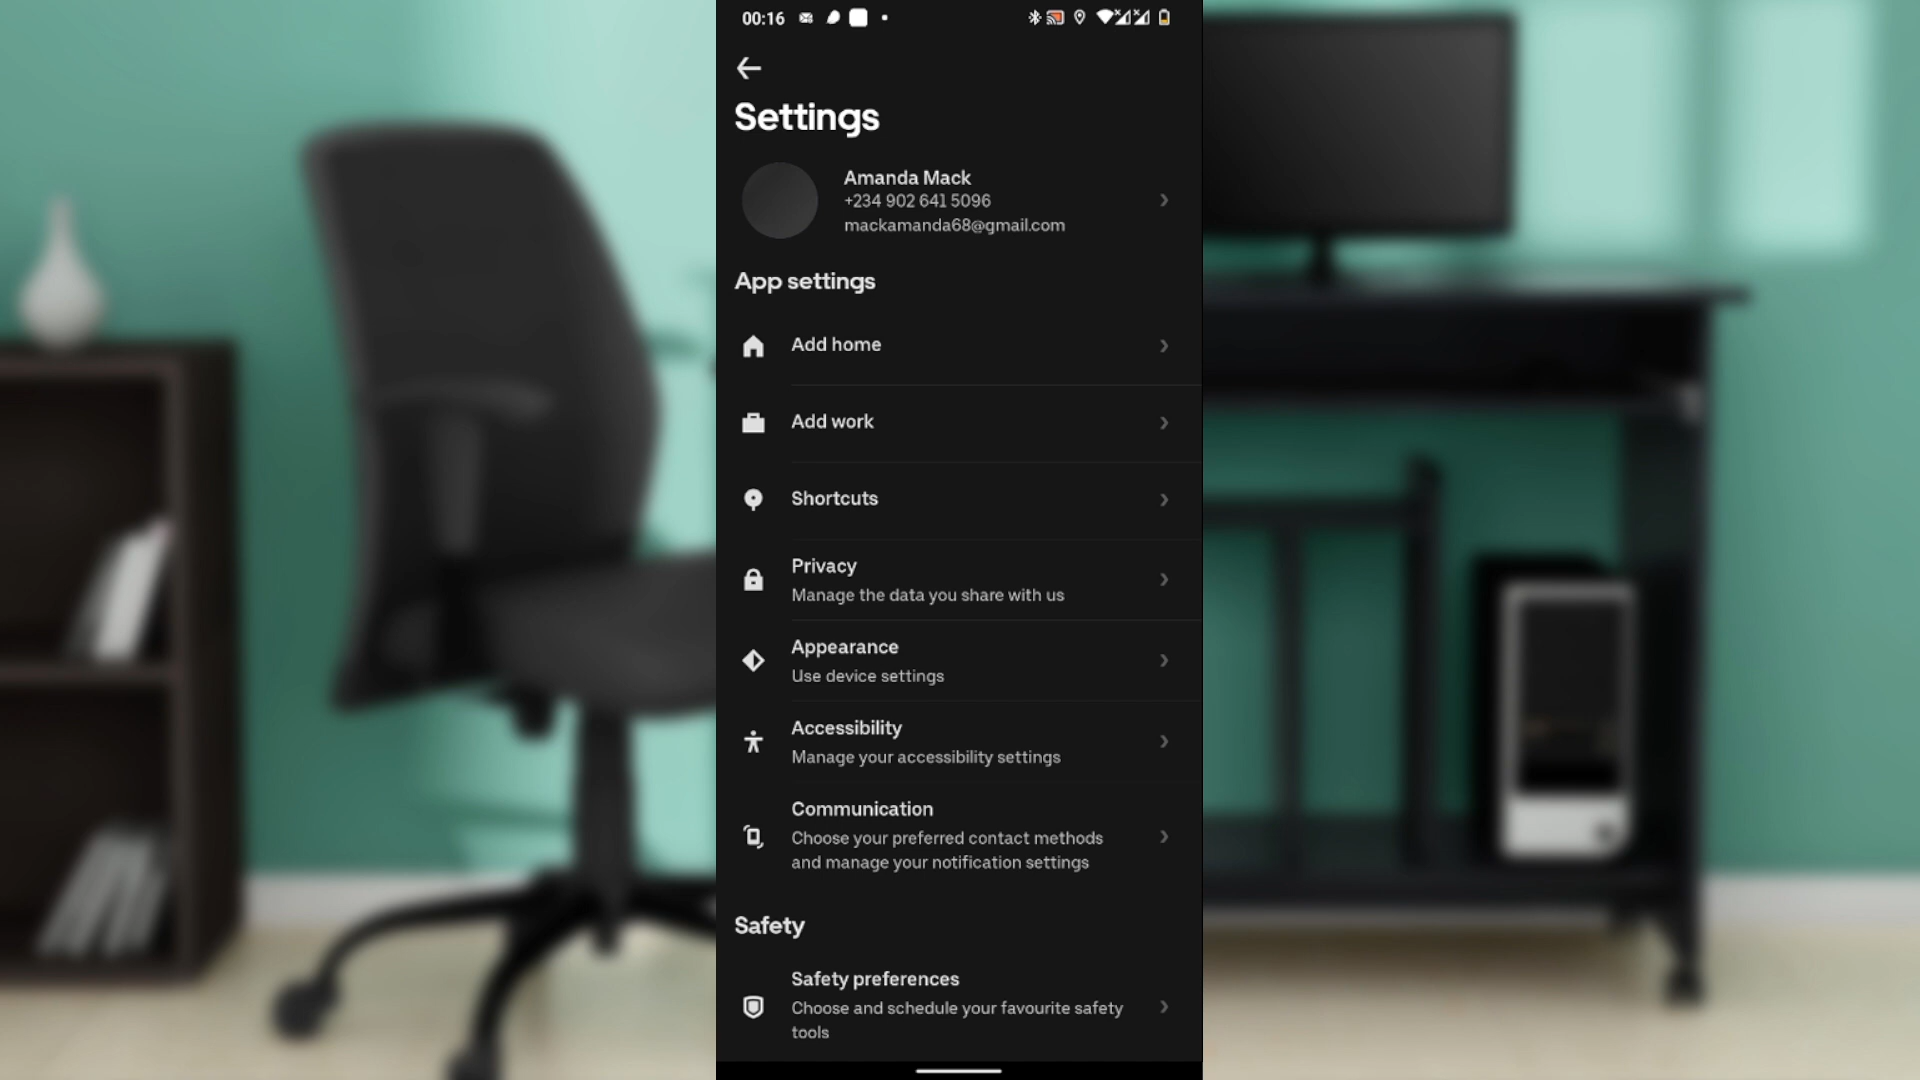 00:16
Settings
Amanda Mack
+234 902 641 5096
mackamanda68@gmail.com
App settings
Add home
Add work
Shortcuts
Privacy
Manage the data you share with us
Appearance
Use device settings
Accessibility
Manage your accessibility settings
Communication
Choose your preferred contact methods
and manage your notification settings
Safety
Safety preferences
Choose and schedule your favourite safety
tools